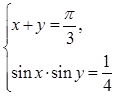 x + y = π/3,
sin x · sin y = 1/4